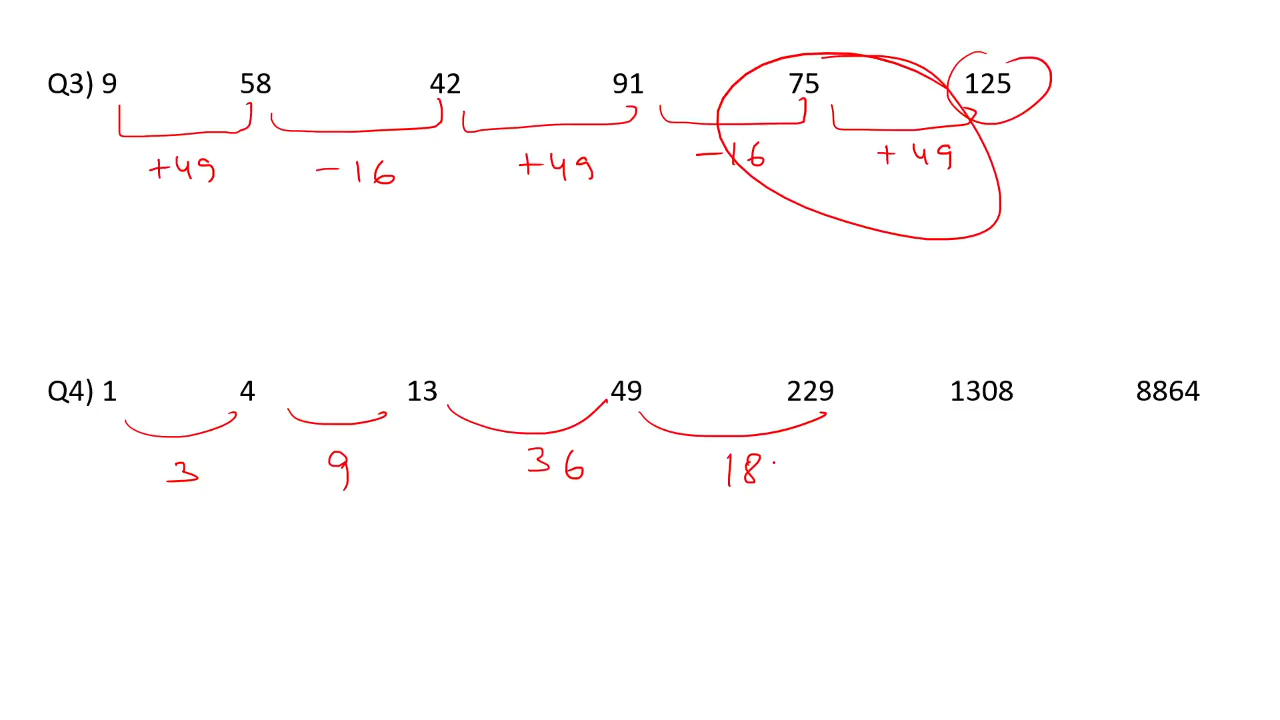 Q3) 9 58 42 91 75 125
+49 -16 +49 -16 +49
Q4) 1 4 13 49 229 1308 8864
3 9 36 18